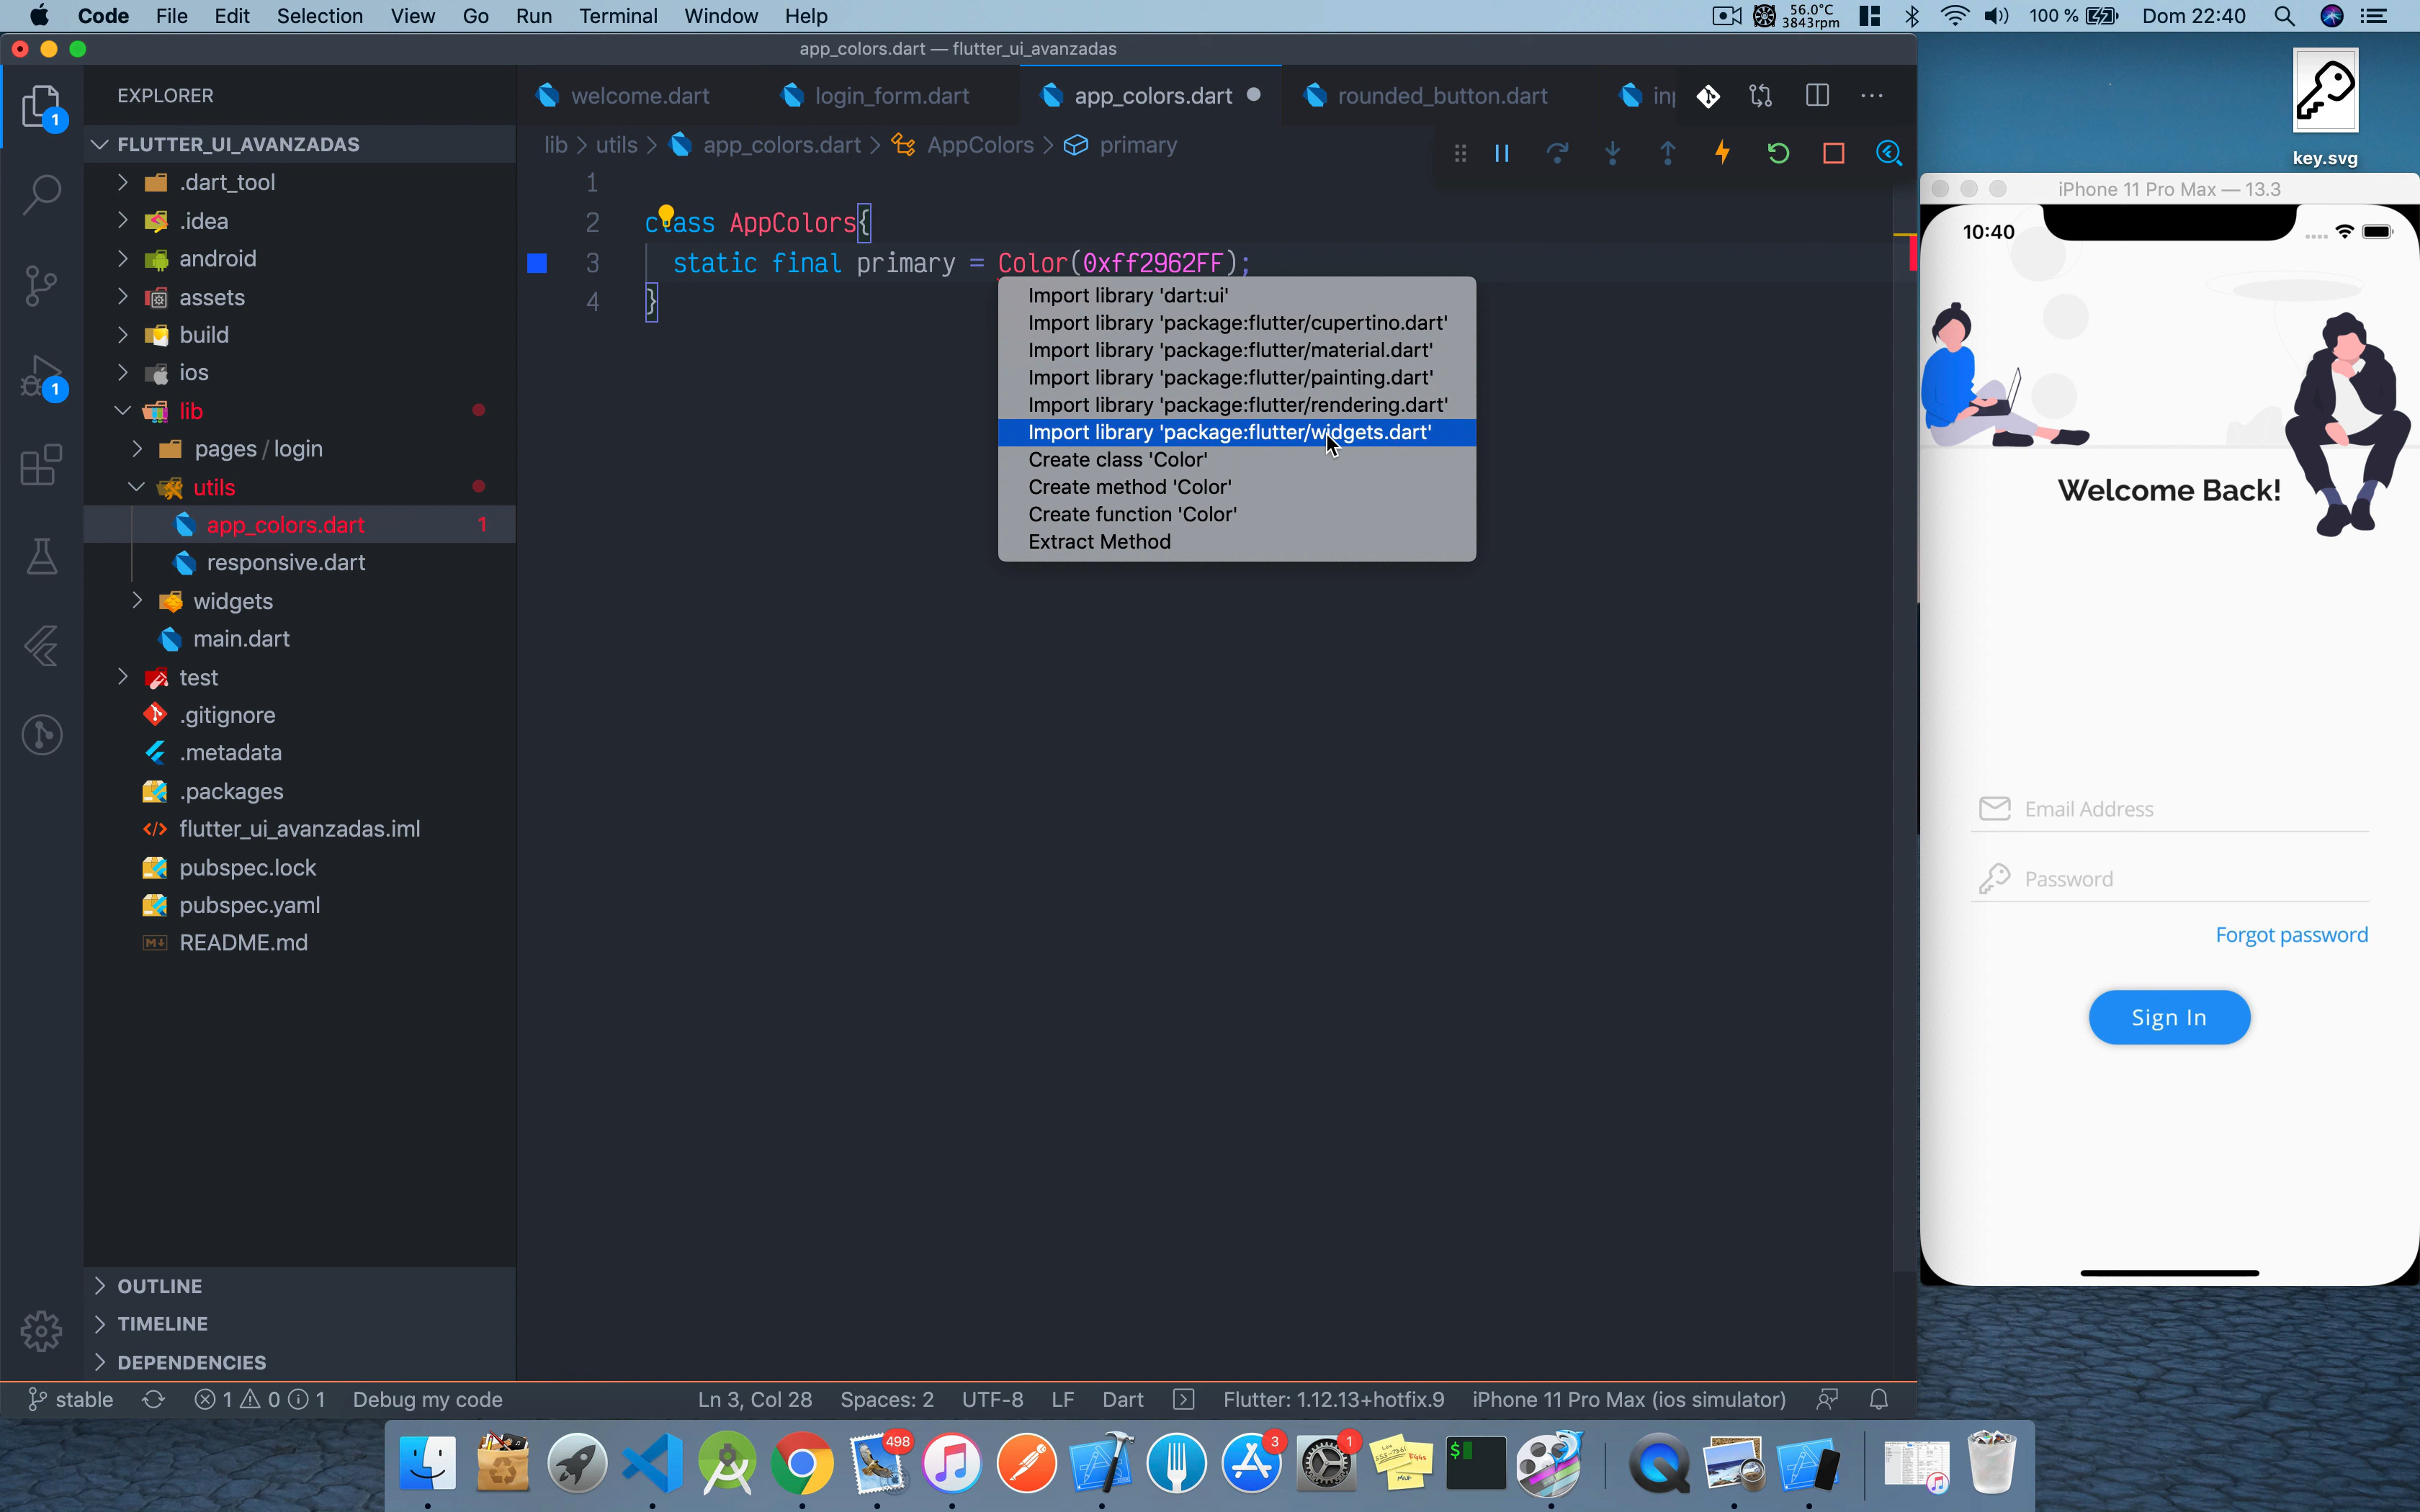 Code File Edit Selection View Go Run Terminal Window Help
56.0°C
3843rpm
100 % Dom 22:40
app_colors.dart — flutter_ui_avanzadas
key.svg
EXPLORER
1
FLUTTER_UI_AVANZADAS
.dart_tool
.idea
android
assets
build
ios
1
lib
pages / login
utils
app_colors.dart 1
responsive.dart
widgets
main.dart
test
.gitignore
.metadata
.packages
flutter_ui_avanzadas.iml
pubspec.lock
pubspec.yaml
README.md
OUTLINE
TIMELINE
DEPENDENCIES
welcome.dart login_form.dart app_colors.dart rounded_button.dart inp
lib > utils > app_colors.dart > AppColors > primary
1
2 class AppColors{
3 static final primary = Color(0xff2962FF);
4 }
Import library 'dart:ui'
Import library 'package:flutter/cupertino.dart'
Import library 'package:flutter/material.dart'
Import library 'package:flutter/painting.dart'
Import library 'package:flutter/rendering.dart'
Import library 'package:flutter/widgets.dart'
Create class 'Color'
Create method 'Color'
Create function 'Color'
Extract Method
iPhone 11 Pro Max — 13.3
10:40
Welcome Back!
Email Address
Password
Forgot password
Sign In
stable 1 0 1 Debug my code Ln 3, Col 28 Spaces: 2 UTF-8 LF Dart Flutter: 1.12.13+hotfix.9 iPhone 11 Pro Max (ios simulator)
498 3 1
$